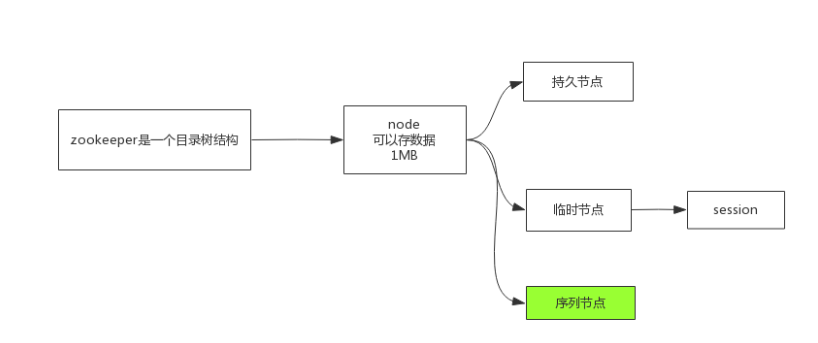 zookeeper是一个目录树结构
node
可以存数据
1MB
持久节点
临时节点
session
序列节点